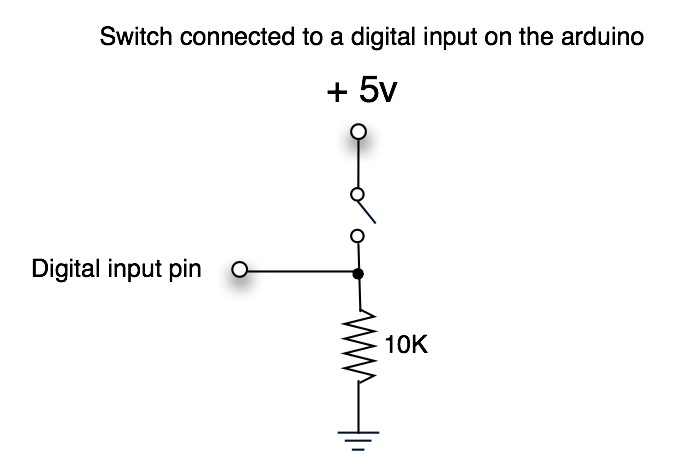 Switch connected to a digital input on the arduino
+ 5v
Digital input pin
10K